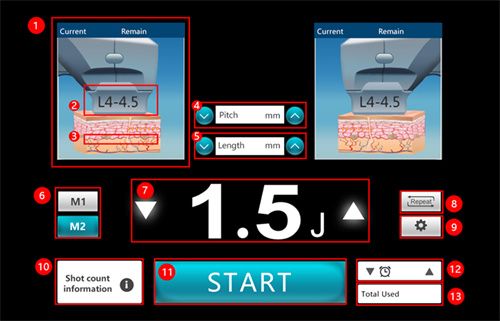 1
Current Remain
Current Remain
2
L4-4.5
L4-4.5
3
4
Pitch mm
5
Length mm
6
M1
M2
7
1.5 J
8
Repeat
9
10
Shot count
information i
11
START
12
13
Total Used